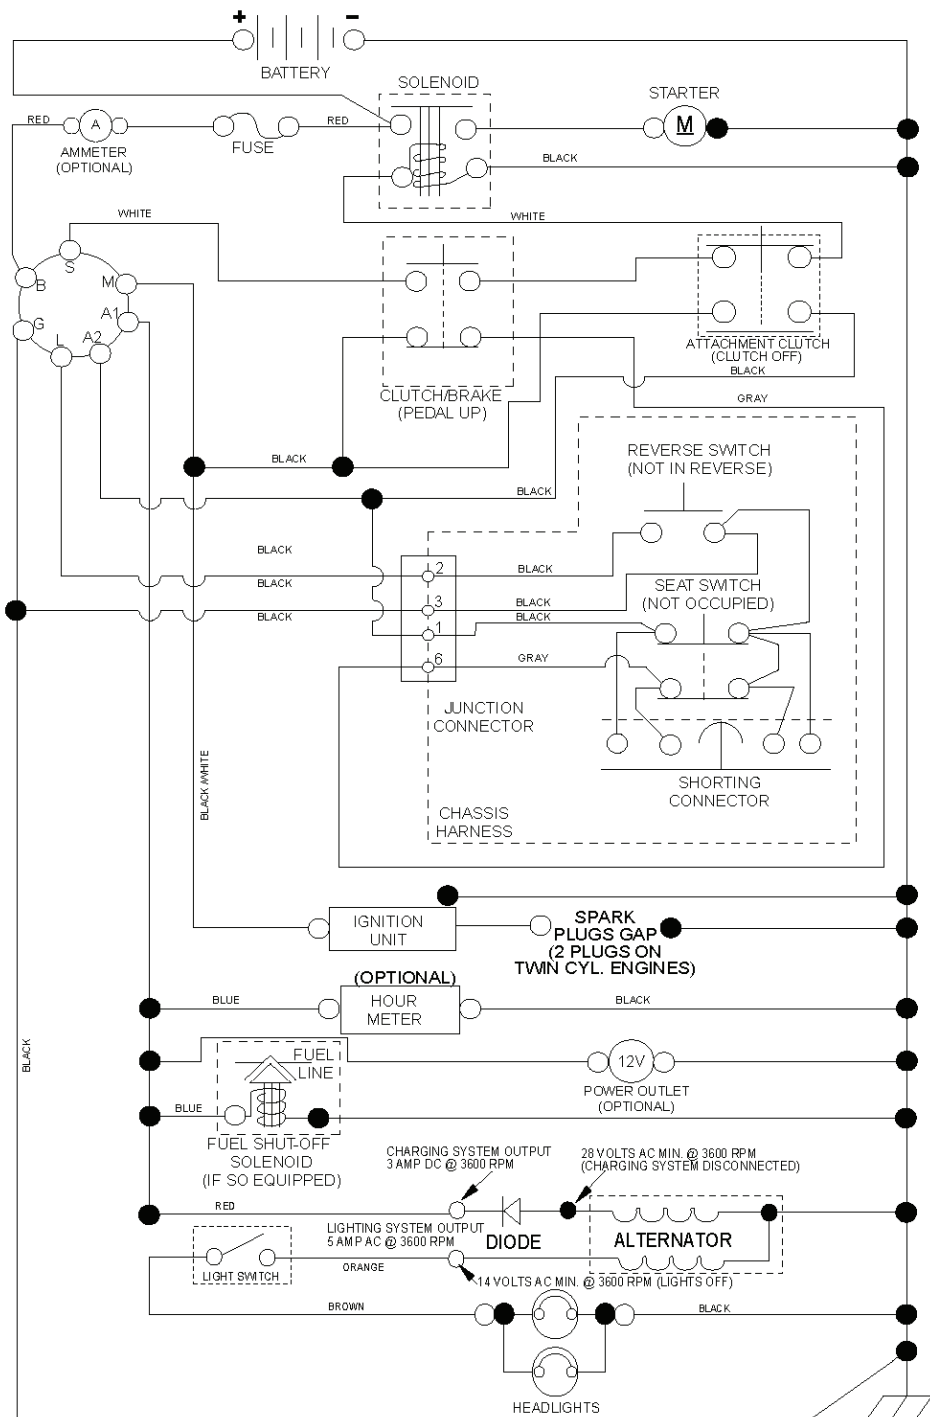 + -
BATTERY
SOLENOID
STARTER
RED
A
RED
M
AMMETER
(OPTIONAL)
FUSE
BLACK
WHITE
WHITE
S
B
M
G
A1
L
A2
ATTACHMENT CLUTCH
(CLUTCH OFF)
BLACK
CLUTCH/BRAKE
(PEDAL UP)
GRAY
REVERSE SWITCH
(NOT IN REVERSE)
BLACK
BLACK
BLACK
2
BLACK
BLACK
SEAT SWITCH
(NOT OCCUPIED)
3
BLACK
BLACK
BLACK
1
6
GRAY
JUNCTION
CONNECTOR
SHORTING
CONNECTOR
BLACK/WHITE
CHASSIS
HARNESS
IGNITION
UNIT
SPARK
PLUGS GAP
(2 PLUGS ON
TWIN CYL. ENGINES)
(OPTIONAL)
BLUE
HOUR
METER
BLACK
BLACK
FUEL
LINE
12V
POWER OUTLET
(OPTIONAL)
BLUE
FUEL SHUT-OFF
SOLENOID
(IF SO EQUIPPED)
CHARGING SYSTEM OUTPUT
3 AMP DC @ 3600 RPM
28 VOLTS AC MIN. @ 3600 RPM
(CHARGING SYSTEM DISCONNECTED)
RED
LIGHTING SYSTEM OUTPUT
5 AMP AC @ 3600 RPM
DIODE
ALTERNATOR
LIGHT SWITCH
ORANGE
14 VOLTS AC MIN. @ 3600 RPM (LIGHTS OFF)
BROWN
BLACK
HEADLIGHTS